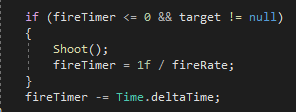 if (fireTimer <= 0 && target != null)
{
Shoot();
fireTimer = 1f / fireRate;
}
fireTimer -= Time.deltaTime;